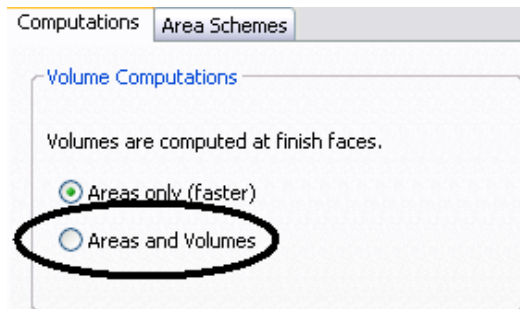 Computations Area Schemes
Volume Computations
Volumes are computed at finish faces.
Areas only (faster)
Areas and Volumes